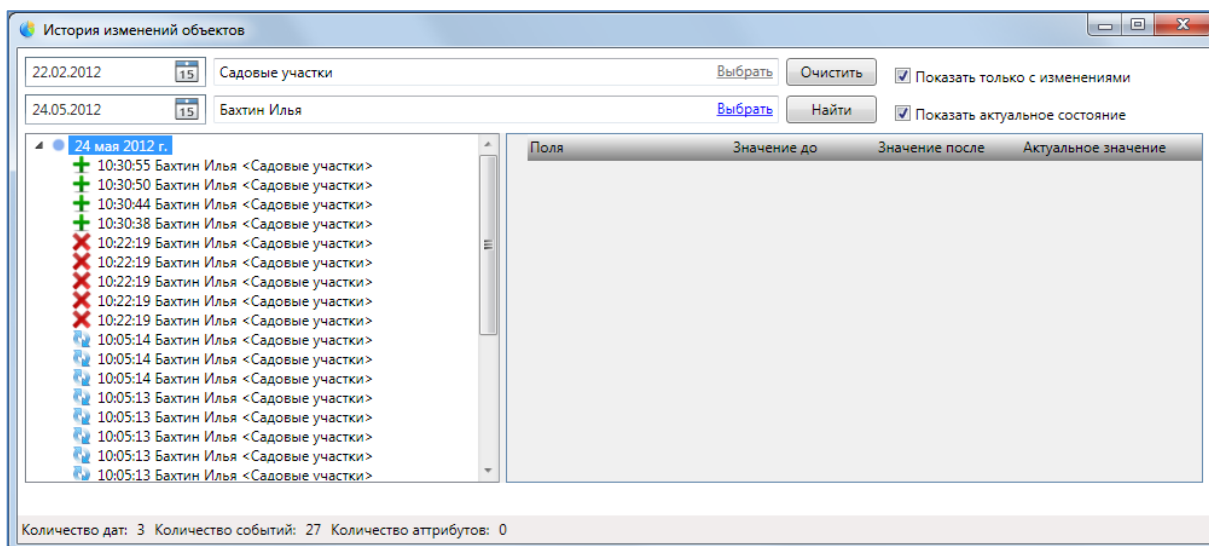 История изменений объектов
22.02.2012 15 Садовые участки Выбрать Очистить Показать только с изменениями
24.05.2012 15 Бахтин Илья Выбрать Найти Показать актуальное состояние
24 мая 2012 г.
10:30:55 Бахтин Илья <Садовые участки>
10:30:50 Бахтин Илья <Садовые участки>
10:30:44 Бахтин Илья <Садовые участки>
10:30:38 Бахтин Илья <Садовые участки>
10:22:19 Бахтин Илья <Садовые участки>
10:22:19 Бахтин Илья <Садовые участки>
10:22:19 Бахтин Илья <Садовые участки>
10:22:19 Бахтин Илья <Садовые участки>
10:22:19 Бахтин Илья <Садовые участки>
10:05:14 Бахтин Илья <Садовые участки>
10:05:14 Бахтин Илья <Садовые участки>
10:05:14 Бахтин Илья <Садовые участки>
10:05:13 Бахтин Илья <Садовые участки>
10:05:13 Бахтин Илья <Садовые участки>
10:05:13 Бахтин Илья <Садовые участки>
10:05:13 Бахтин Илья <Садовые участки>
10:05:13 Бахтин Илья <Садовые участки>
Поля Значение до Значение после Актуальное значение
Количество дат: 3 Количество событий: 27 Количество аттрибутов: 0